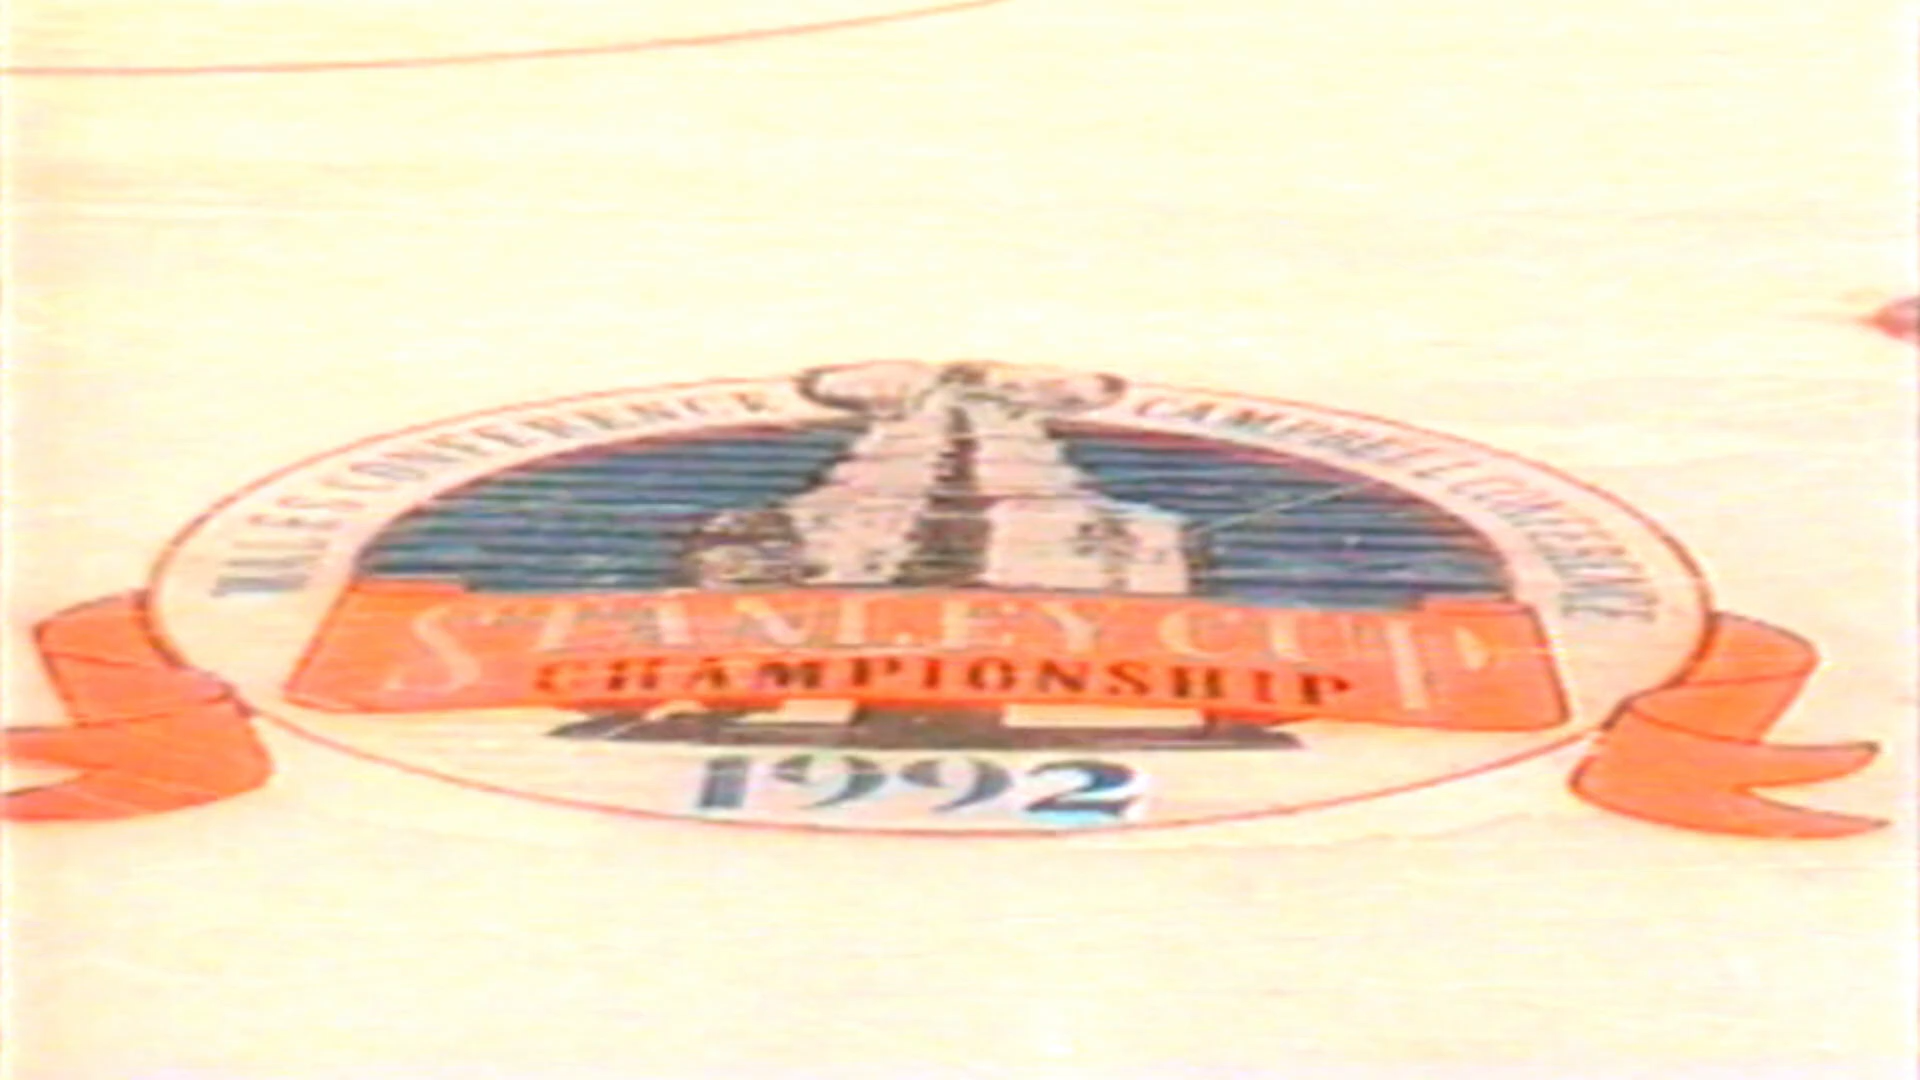 WALES CONFERENCE
CAMPBELL CONFERENCE
STANLEY CUP
CHAMPIONSHIP
1992